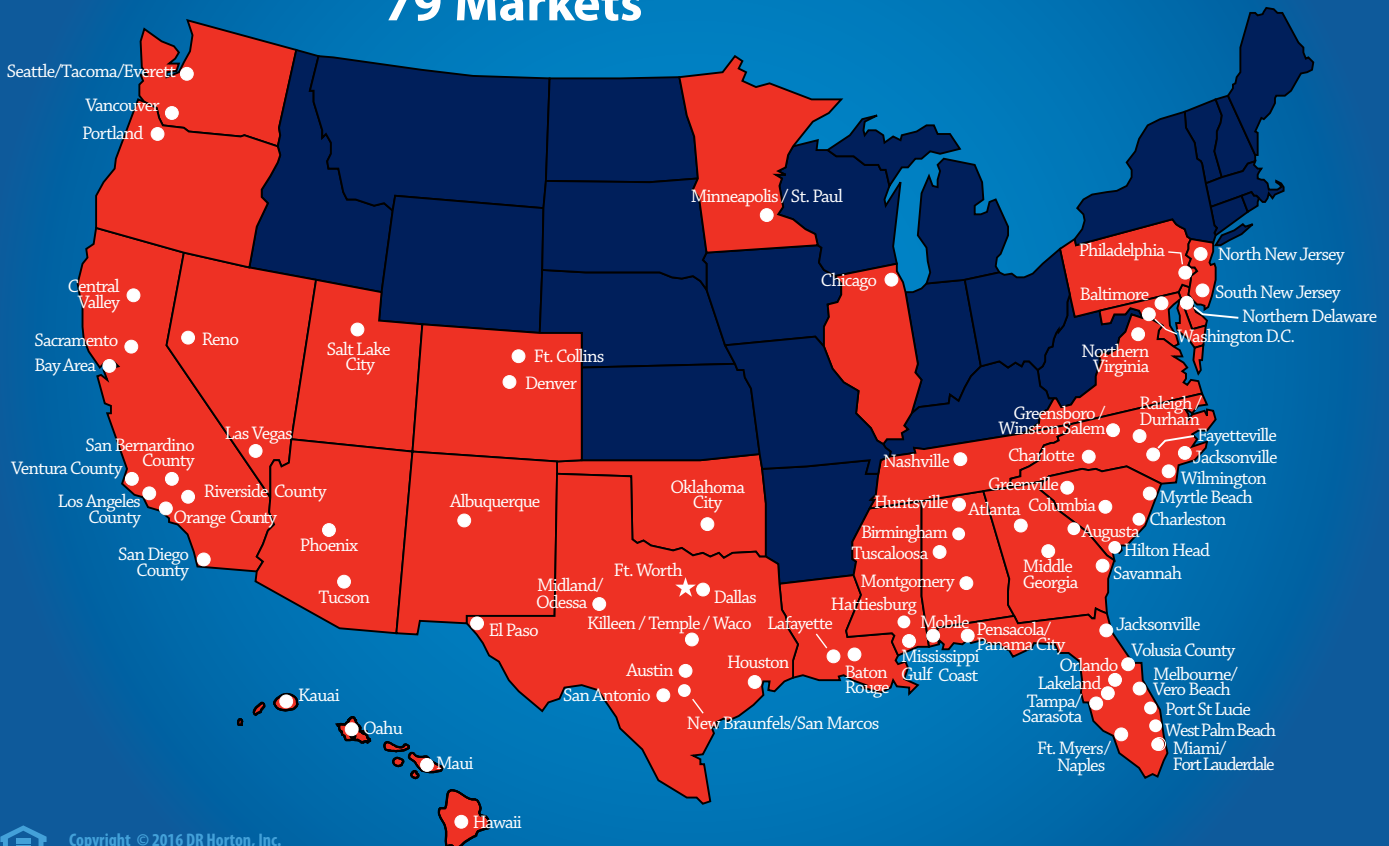 79 Markets
Seattle/Tacoma/Everett
Vancouver
Portland
Minneapolis / St. Paul
Philadelphia
North New Jersey
Chicago
Baltimore
South New Jersey
Northern Delaware
Washington D.C.
Northern
Virginia
Central
Valley
Sacramento
Bay Area
Reno
Salt Lake
City
Ft. Collins
Denver
Las Vegas
San Bernardino
County
Ventura County
Los Angeles
County
Riverside County
Orange County
San Diego
County
Phoenix
Tucson
Albuquerque
Oklahoma
City
Greensboro /
Winston Salem
Raleigh /
Durham
Fayetteville
Jacksonville
Wilmington
Charlotte
Nashville
Greenville
Myrtle Beach
Huntsville
Atlanta
Columbia
Charleston
Birmingham
Augusta
Tuscaloosa
Hilton Head
Middle
Georgia
Savannah
Montgomery
Ft. Worth
Dallas
Midland/
Odessa
El Paso
Killeen / Temple / Waco
Lafayette
Hattiesburg
Mobile
Pensacola/
Panama City
Mississippi
Gulf Coast
Baton
Rouge
Houston
Austin
San Antonio
New Braunfels/San Marcos
Jacksonville
Volusia County
Orlando
Lakeland
Melbourne/
Vero Beach
Tampa/
Sarasota
Port St Lucie
West Palm Beach
Ft. Myers/
Naples
Miami/
Fort Lauderdale
Kauai
Oahu
Maui
Hawaii
Copyright © 2016 DR Horton, Inc.